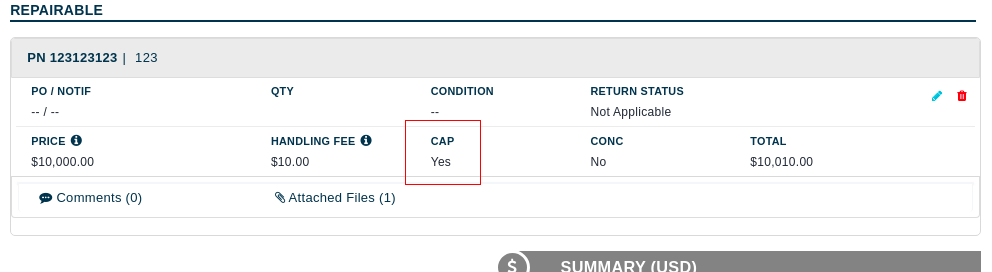 REPAIRABLE
PN 123123123 | 123
PO / NOTIF QTY CONDITION RETURN STATUS
-- / -- -- Not Applicable
PRICE HANDLING FEE CAP CONC TOTAL
$10,000.00 $10.00 Yes No $10,010.00
Comments (0) Attached Files (1)
$ SUMMARY (USD)